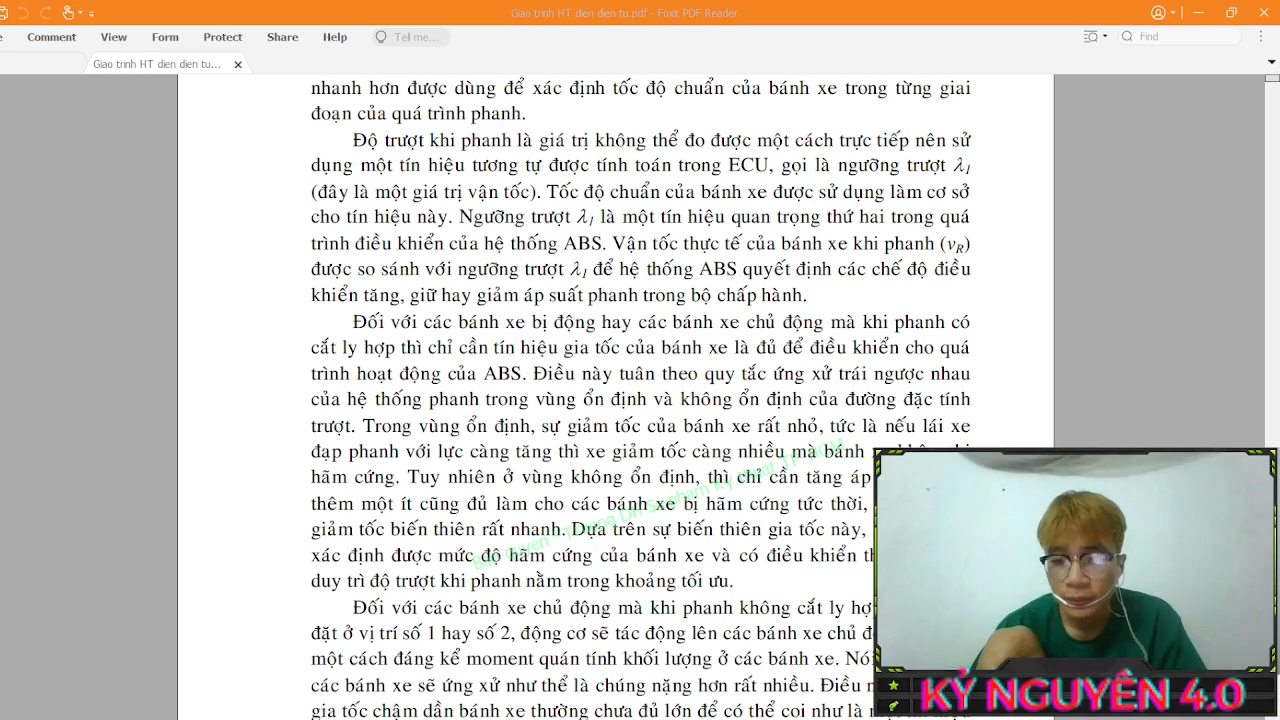 Giao trinh HT dien dien tu.pdf - Foxit PDF Reader
Comment View Form Protect Share Help Tell me... Find
Giao trinh HT dien dien tu...
nhanh hơn được dùng để xác định tốc độ chuẩn của bánh xe trong từng giai
đoạn của quá trình phanh.
Độ trượt khi phanh là giá trị không thể đo được một cách trực tiếp nên sử
dụng một tín hiệu tương tự được tính toán trong ECU, gọi là ngưỡng trượt λ₁
(đây là một giá trị vận tốc). Tốc độ chuẩn của bánh xe được sử dụng làm cơ sở
cho tín hiệu này. Ngưỡng trượt λ₁ là một tín hiệu quan trọng thứ hai trong quá
trình điều khiển của hệ thống ABS. Vận tốc thực tế của bánh xe khi phanh (vR)
được so sánh với ngưỡng trượt λ₁ để hệ thống ABS quyết định các chế độ điều
khiển tăng, giữ hay giảm áp suất phanh trong bộ chấp hành.
Đối với các bánh xe bị động hay các bánh xe chủ động mà khi phanh có
cắt ly hợp thì chỉ cần tín hiệu gia tốc của bánh xe là đủ để điều khiển cho quá
trình hoạt động của ABS. Điều này tuân theo quy tắc ứng xử trái ngược nhau
của hệ thống phanh trong vùng ổn định và không ổn định của đường đặc tính
trượt. Trong vùng ổn định, sự giảm tốc của bánh xe rất nhỏ, tức là nếu lái xe
đạp phanh với lực càng tăng thì xe giảm tốc càng nhiều mà bánh
hãm cứng. Tuy nhiên ở vùng không ổn định, thì chỉ cần tăng áp
thêm một ít cũng đủ làm cho các bánh xe bị hãm cứng tức thời,
giảm tốc biến thiên rất nhanh. Dựa trên sự biến thiên gia tốc này,
xác định được mức độ hãm cứng của bánh xe và có điều khiển
duy trì độ trượt khi phanh nằm trong khoảng tối ưu.
Đối với các bánh xe chủ động mà khi phanh không cắt ly
đặt ở vị trí số 1 hay số 2, động cơ sẽ tác động lên các bánh xe chủ
một cách đáng kể moment quán tính khối lượng ở các bánh xe.
các bánh xe sẽ ứng xử như thể là chúng nặng hơn rất nhiều. Điều
gia tốc chậm dần bánh xe thường chưa đủ lớn để có thể coi như là
KỶ NGUYÊN 4.0